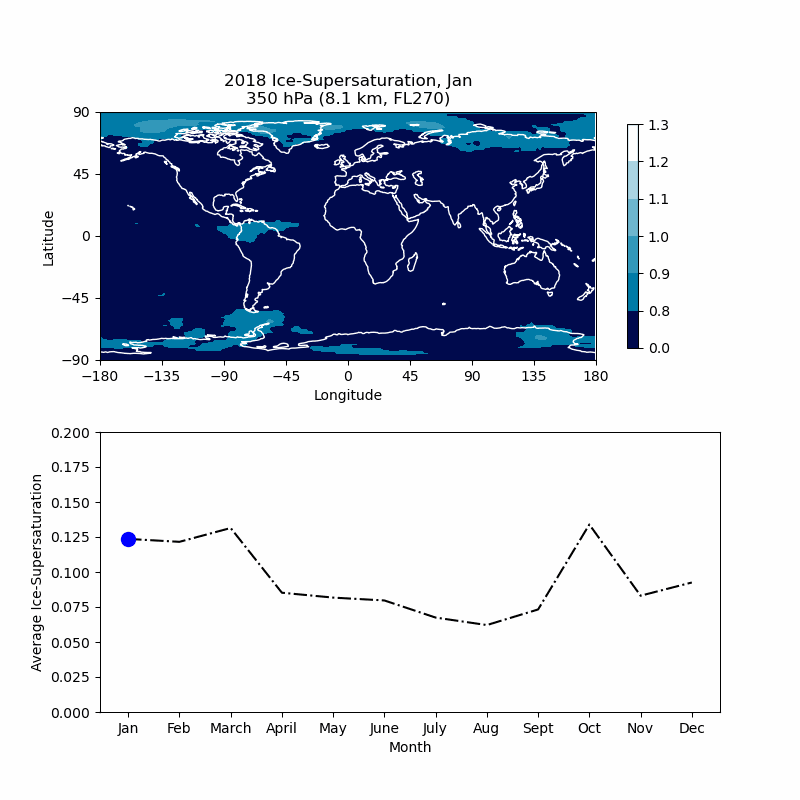 2018 Ice-Supersaturation, Jan
350 hPa (8.1 km, FL270)
90
45
0
−45
−90
Latitude
−180 −135 −90 −45 0 45 90 135 180
Longitude
1.3
1.2
1.1
1.0
0.9
0.8
0.0
0.200
0.175
0.150
0.125
0.100
0.075
0.050
0.025
0.000
Average Ice-Supersaturation
Jan Feb March April May June July Aug Sept Oct Nov Dec
Month